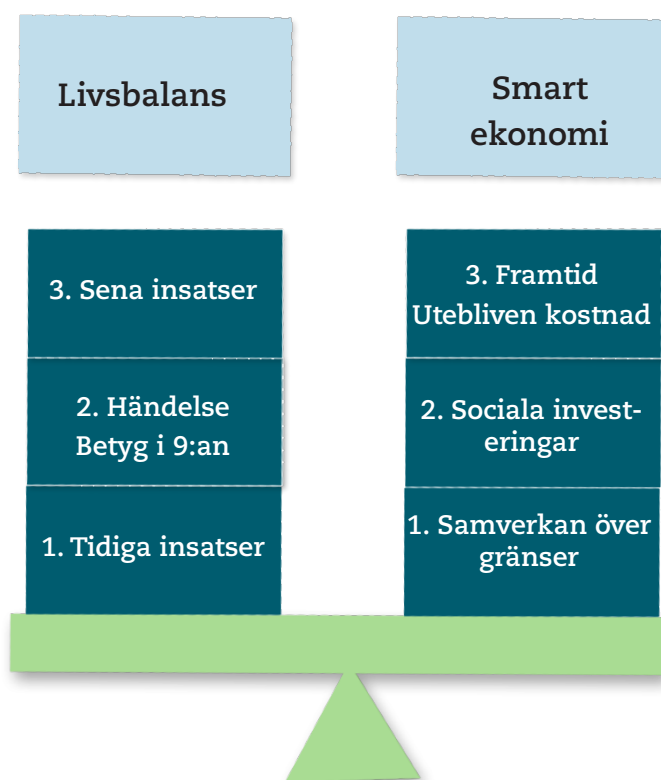 Livsbalans
Smart
ekonomi
3. Sena insatser
2. Händelse
Betyg i 9:an
1. Tidiga insatser
3. Framtid
Utebliven kostnad
2. Sociala invest-
eringar
1. Samverkan över
gränser